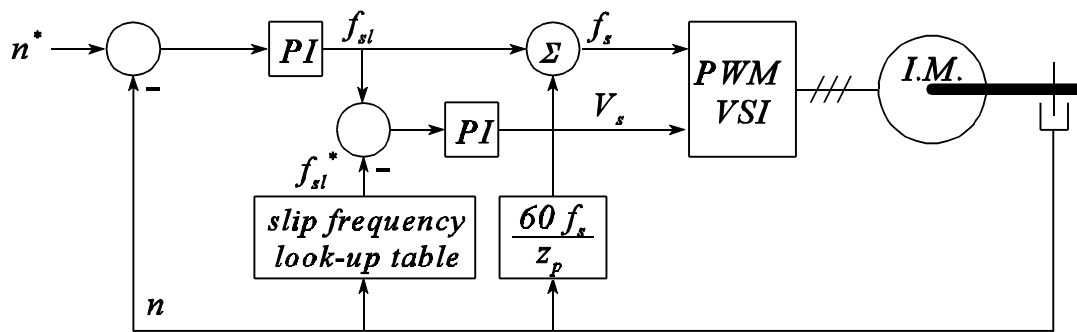 n* PI f_sl Σ f_s PWM VSI I.M.
-
PI V_s
f_sl* -
slip frequency
look-up table
60 f_s
z_p
n